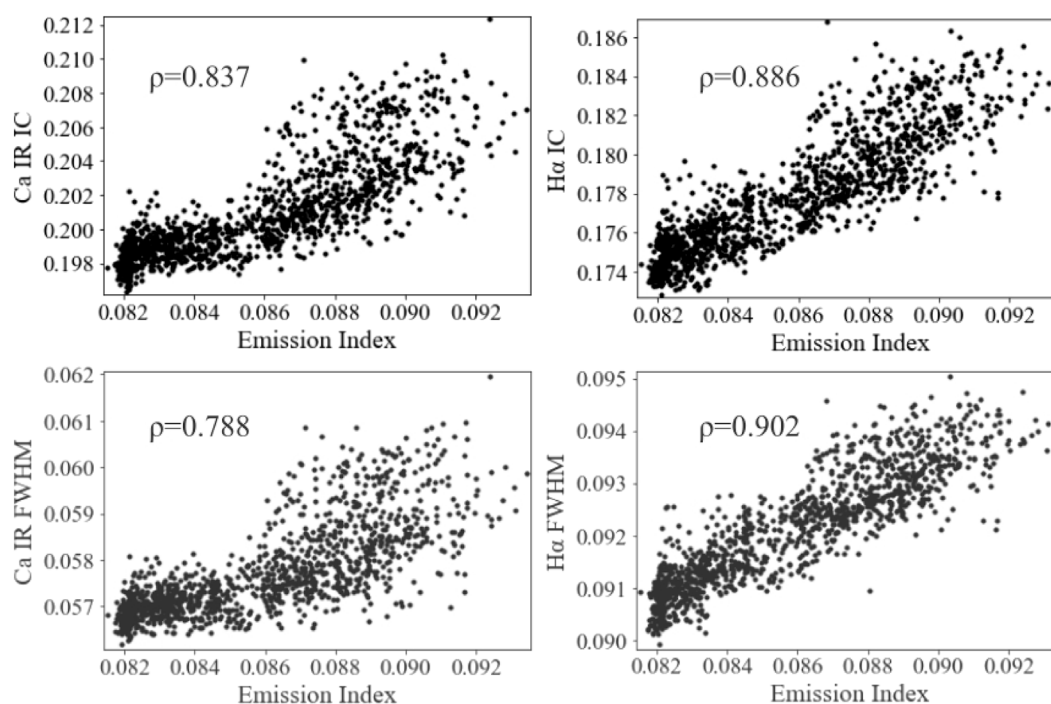 0.212
0.210
0.208
0.206
0.204
0.202
0.200
0.198
Ca IR IC
ρ=0.837
0.082 0.084 0.086 0.088 0.090 0.092
Emission Index
0.186
0.184
0.182
0.180
0.178
0.176
0.174
Hα IC
ρ=0.886
0.082 0.084 0.086 0.088 0.090 0.092
Emission Index
0.062
0.061
0.060
0.059
0.058
0.057
Ca IR FWHM
ρ=0.788
0.082 0.084 0.086 0.088 0.090 0.092
Emission Index
0.095
0.094
0.093
0.092
0.091
0.090
Hα FWHM
ρ=0.902
0.082 0.084 0.086 0.088 0.090 0.092
Emission Index